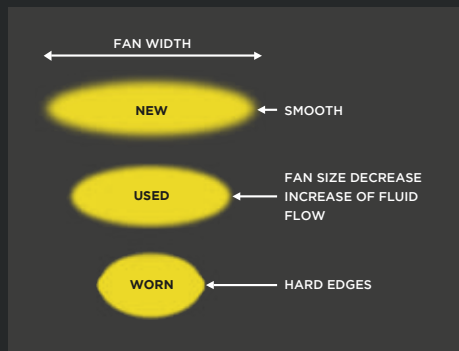 FAN WIDTH
NEW
SMOOTH
USED
FAN SIZE DECREASE
INCREASE OF FLUID
FLOW
WORN
HARD EDGES